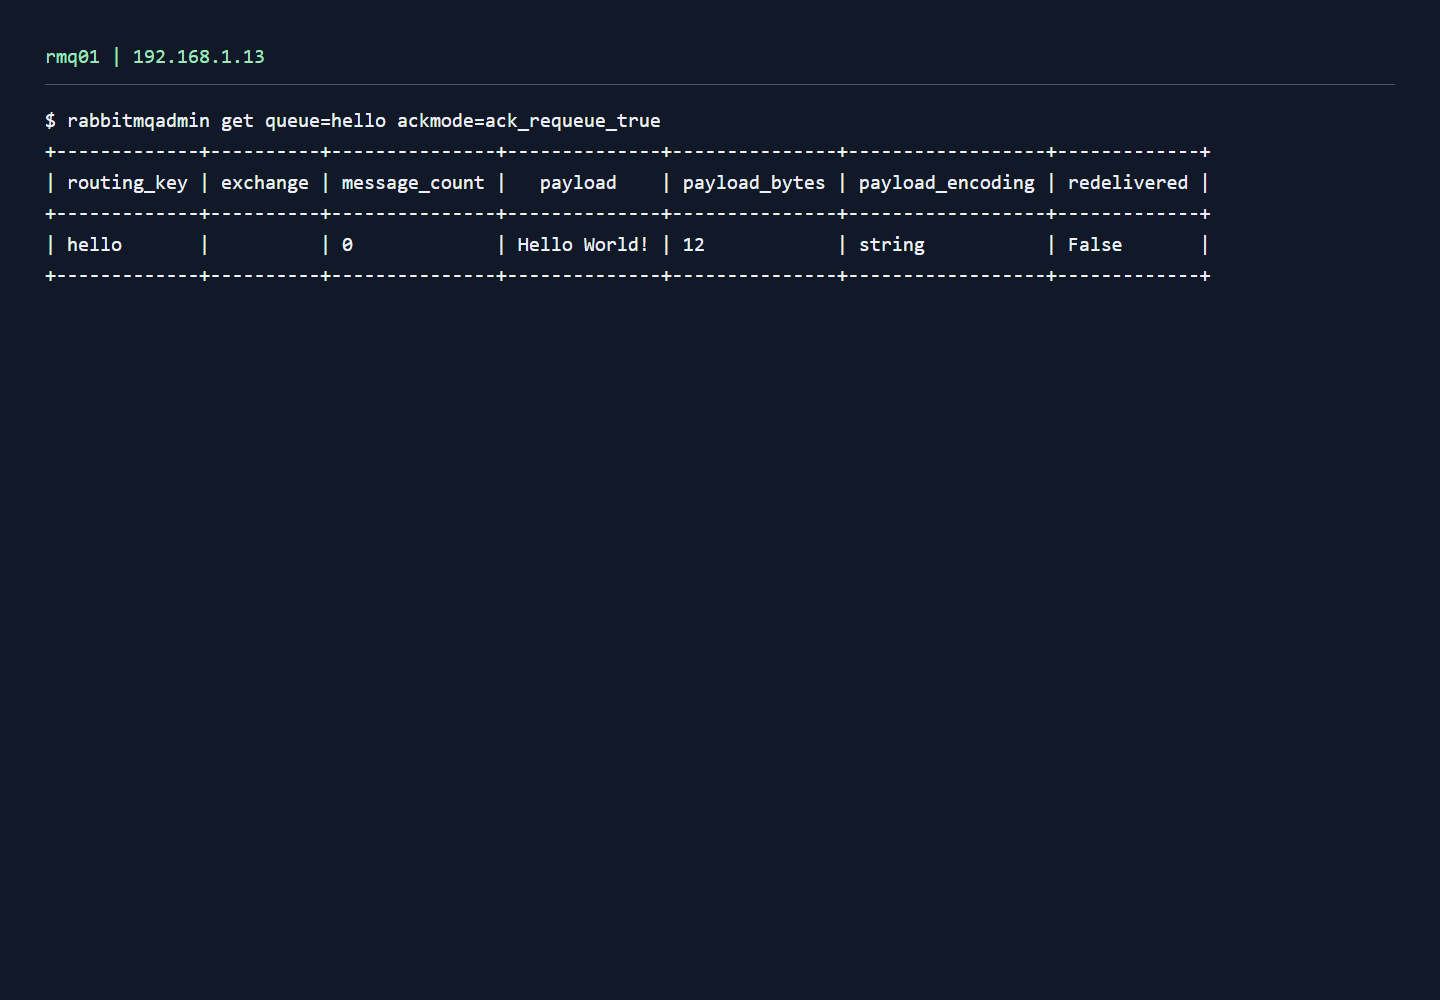 rmq01 | 192.168.1.13
$ rabbitmqadmin get queue=hello ackmode=ack_requeue_true
+-------------+----------+---------------+--------------+---------------+------------------+-------------+
| routing_key | exchange | message_count |   payload    | payload_bytes | payload_encoding | redelivered |
+-------------+----------+---------------+--------------+---------------+------------------+-------------+
| hello       |          | 0             | Hello World! | 12            | string           | False       |
+-------------+----------+---------------+--------------+---------------+------------------+-------------+